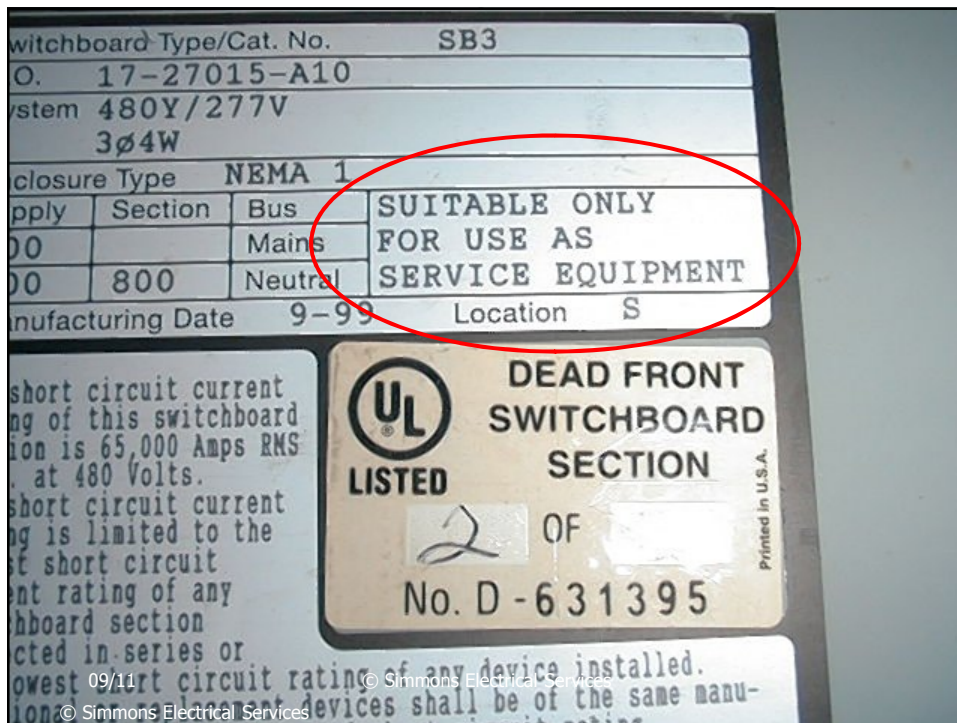 witchboard Type/Cat. No. SB3
.O. 17-27015-A10
ystem 480Y/277V
3ø4W
closure Type NEMA 1
pply Section Bus SUITABLE ONLY
00 Mains FOR USE AS
00 800 Neutral SERVICE EQUIPMENT
anufacturing Date 9-99 Location S
short circuit current
ng of this switchboard
ion is 65,000 Amps RMS
. at 480 Volts.
short circuit current
ng is limited to the
st short circuit
ent rating of any
hboard section
cted in series or
owest short circuit rating of any device installed.
devices shall be of the same manu-
UL
®
LISTED
DEAD FRONT
SWITCHBOARD
SECTION
2 OF
No. D-631395
Printed in U.S.A.
09/11
© Simmons Electrical Services
© Simmons Electrical Services